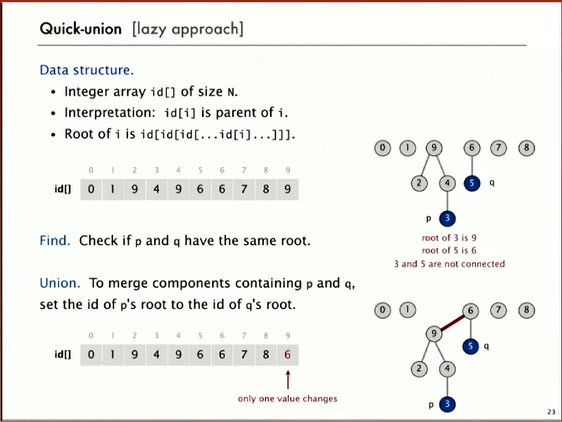 Quick-union [lazy approach]
Data structure.
• Integer array id[] of size N.
• Interpretation: id[i] is parent of i.
• Root of i is id[id[id[...id[i]...]]].
0 1 2 3 4 5 6 7 8 9
id[] 0 1 9 4 9 6 6 7 8 9
0 1 9 6 7 8
2 4 5 q
p 3
root of 3 is 9
root of 5 is 6
3 and 5 are not connected
Find. Check if p and q have the same root.
Union. To merge components containing p and q,
set the id of p's root to the id of q's root.
0 1 2 3 4 5 6 7 8 9
id[] 0 1 9 4 9 6 6 7 8 6
only one value changes
0 1 6 7 8
9 5 q
2 4
p 3
23